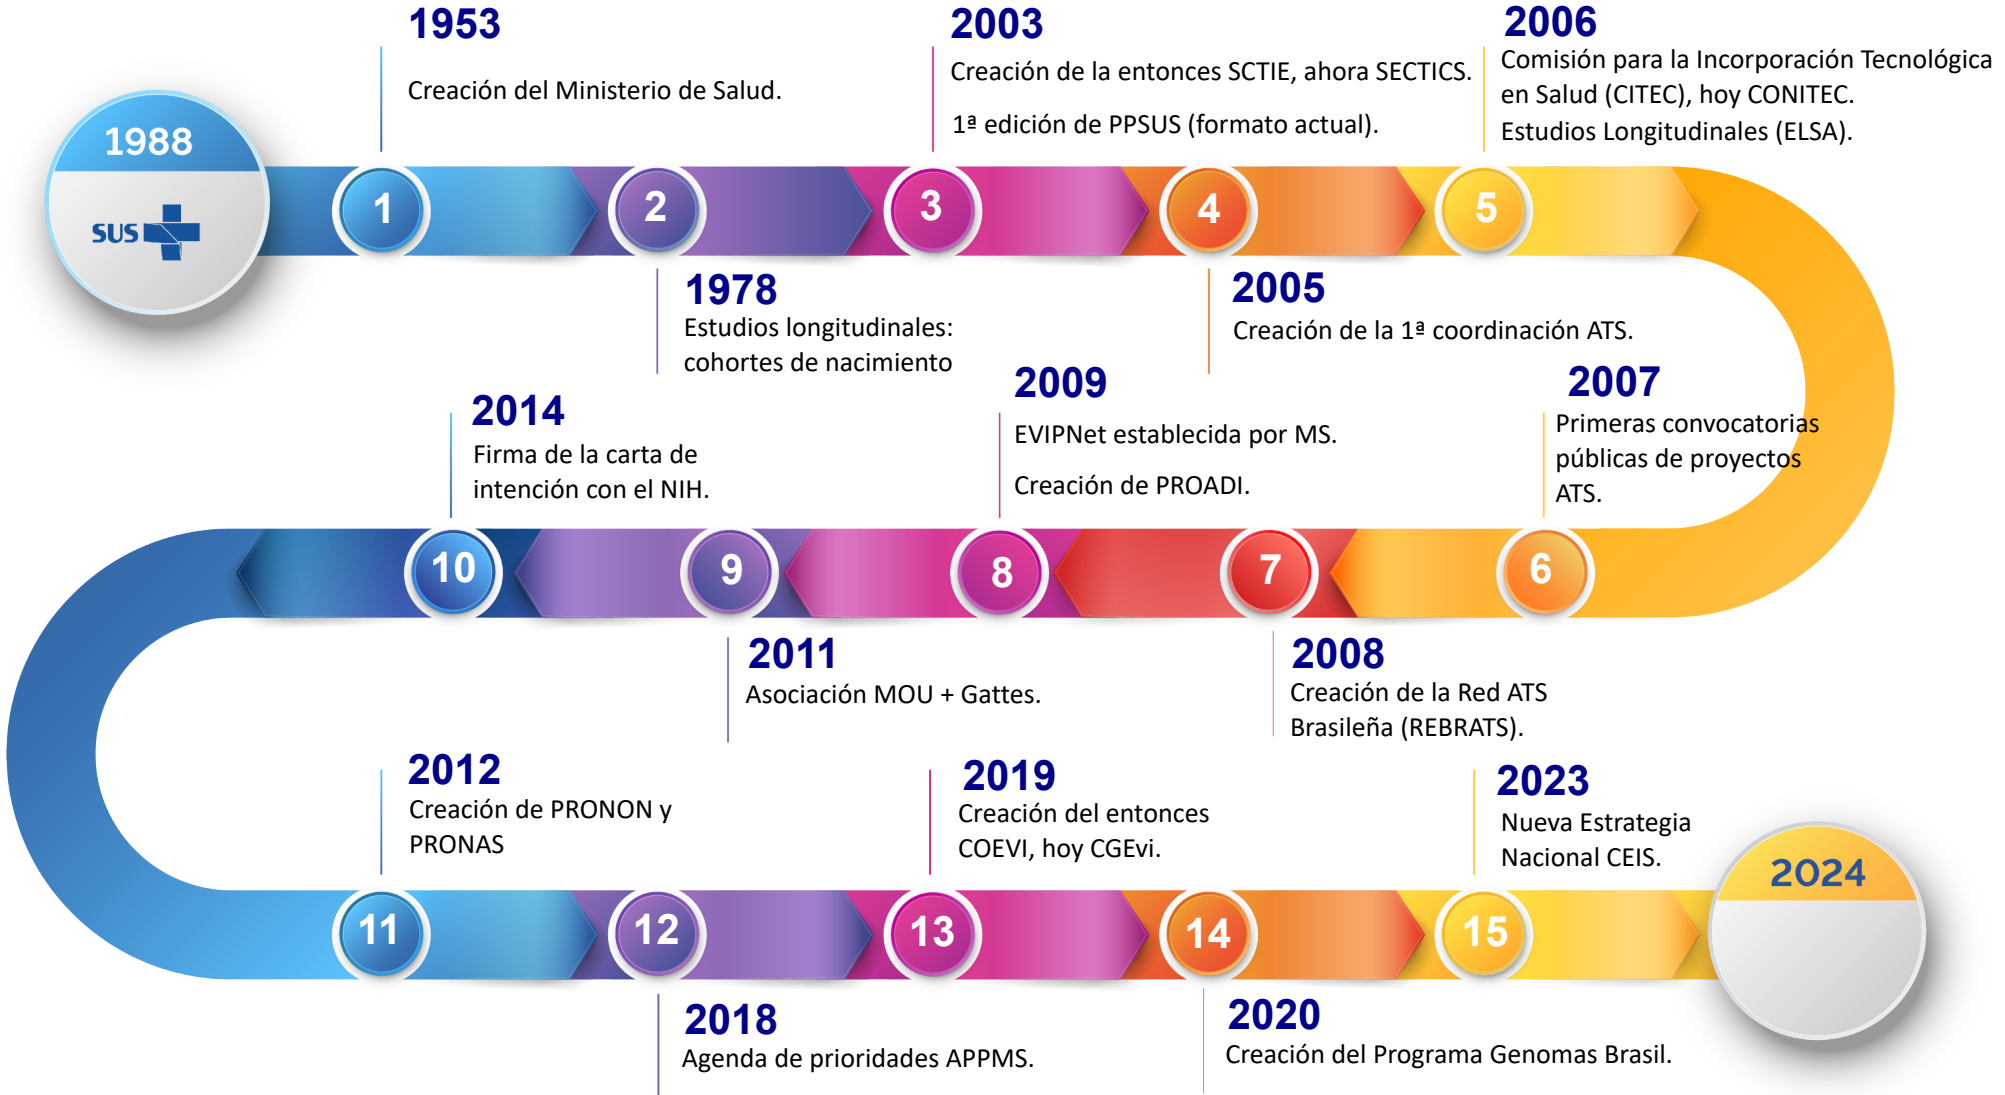 1988
SUS
1953
Creación del Ministerio de Salud.
1
1978
Estudios longitudinales:
cohortes de nacimiento
2
2003
Creación de la entonces SCTIE, ahora SECTICS.
1ª edición de PPSUS (formato actual).
3
2005
Creación de la 1ª coordinación ATS.
4
2006
Comisión para la Incorporación Tecnológica
en Salud (CITEC), hoy CONITEC.
Estudios Longitudinales (ELSA).
5
2007
Primeras convocatorias
públicas de proyectos
ATS.
6
2008
Creación de la Red ATS
Brasileña (REBRATS).
7
2009
EVIPNet establecida por MS.
Creación de PROADI.
8
2011
Asociación MOU + Gattes.
9
2014
Firma de la carta de
intención con el NIH.
10
2012
Creación de PRONON y
PRONAS
11
2018
Agenda de prioridades APPMS.
12
2019
Creación del entonces
COEVI, hoy CGEvi.
13
2020
Creación del Programa Genomas Brasil.
14
2023
Nueva Estrategia
Nacional CEIS.
15
2024